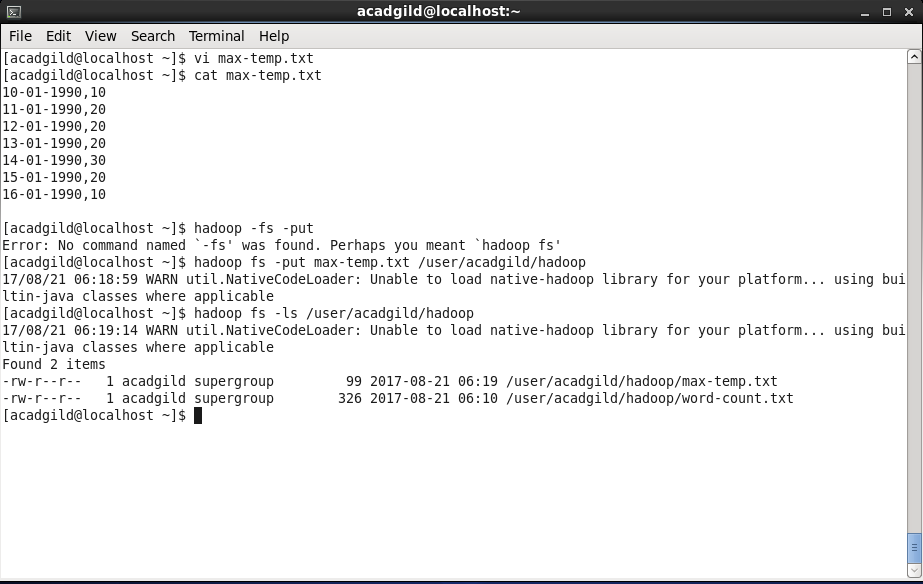 acadgild@localhost:~
File Edit View Search Terminal Help
[acadgild@localhost ~]$ vi max-temp.txt
[acadgild@localhost ~]$ cat max-temp.txt
10-01-1990,10
11-01-1990,20
12-01-1990,20
13-01-1990,20
14-01-1990,30
15-01-1990,20
16-01-1990,10

[acadgild@localhost ~]$ hadoop -fs -put
Error: No command named `-fs' was found. Perhaps you meant `hadoop fs'
[acadgild@localhost ~]$ hadoop fs -put max-temp.txt /user/acadgild/hadoop
17/08/21 06:18:59 WARN util.NativeCodeLoader: Unable to load native-hadoop library for your platform... using bui
ltin-java classes where applicable
[acadgild@localhost ~]$ hadoop fs -ls /user/acadgild/hadoop
17/08/21 06:19:14 WARN util.NativeCodeLoader: Unable to load native-hadoop library for your platform... using bui
ltin-java classes where applicable
Found 2 items
-rw-r--r--   1 acadgild supergroup         99 2017-08-21 06:19 /user/acadgild/hadoop/max-temp.txt
-rw-r--r--   1 acadgild supergroup        326 2017-08-21 06:10 /user/acadgild/hadoop/word-count.txt
[acadgild@localhost ~]$